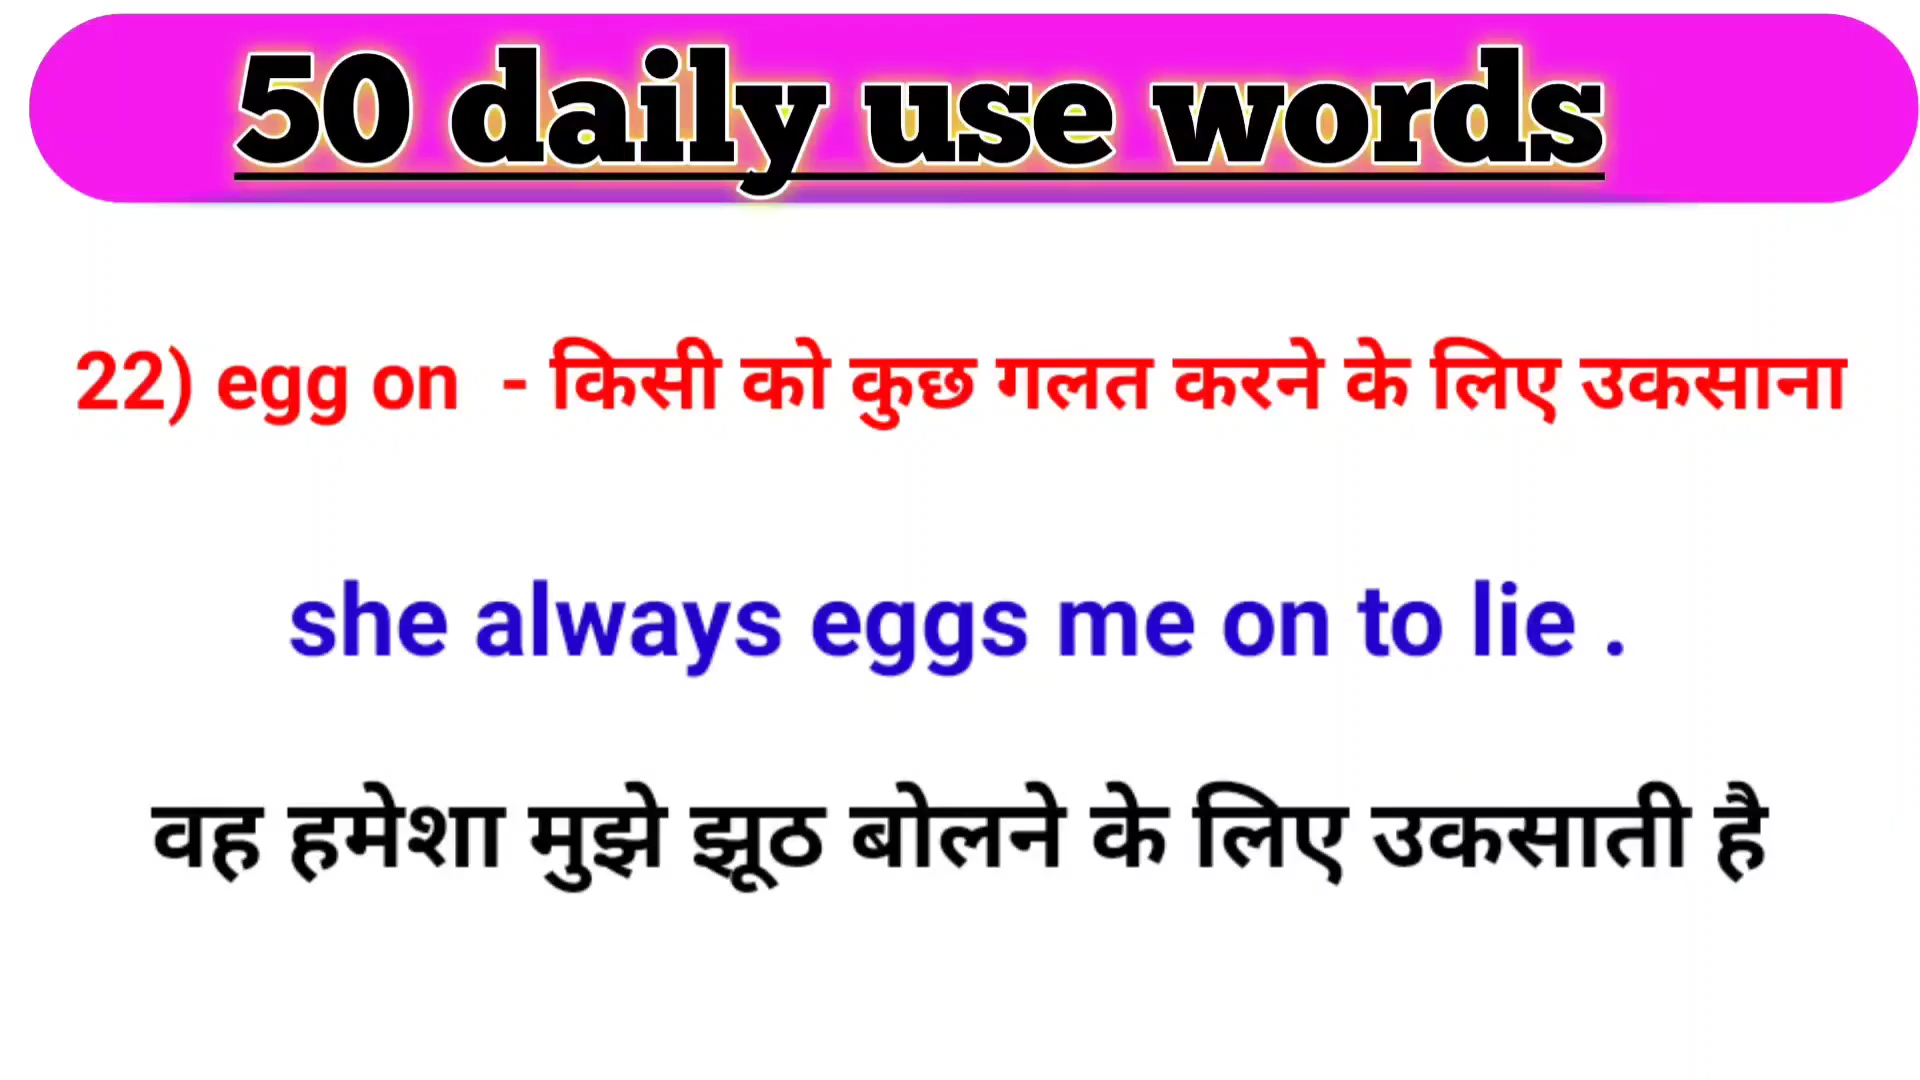 50 daily use words
22) egg on - किसी को कुछ गलत करने के लिए उकसाना
she always eggs me on to lie .
वह हमेशा मुझे झूठ बोलने के लिए उकसाती है